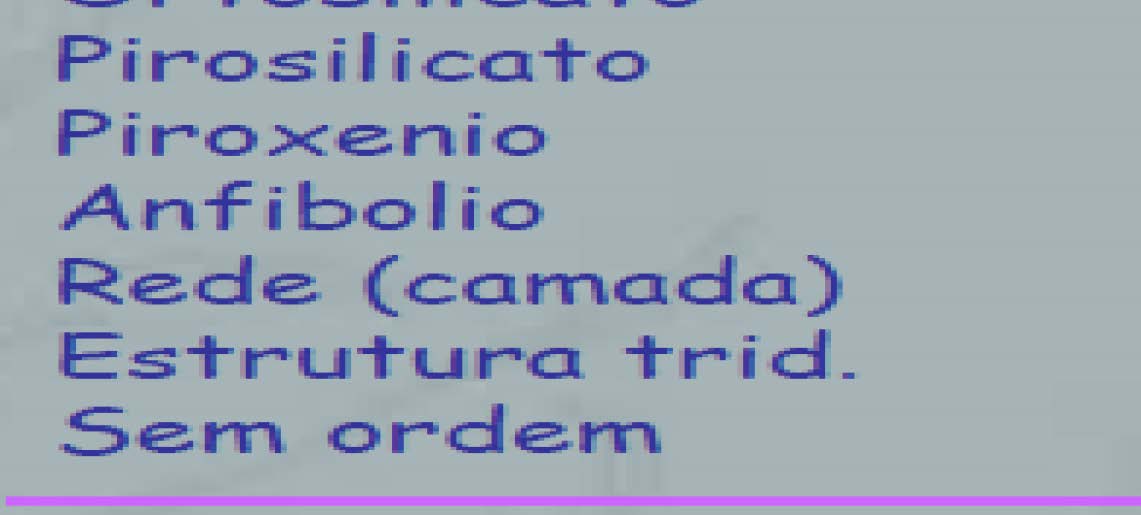 Pirosilicato
Piroxenio
Anfibolio
Rede (camada)
Estrutura trid.
Sem ordem